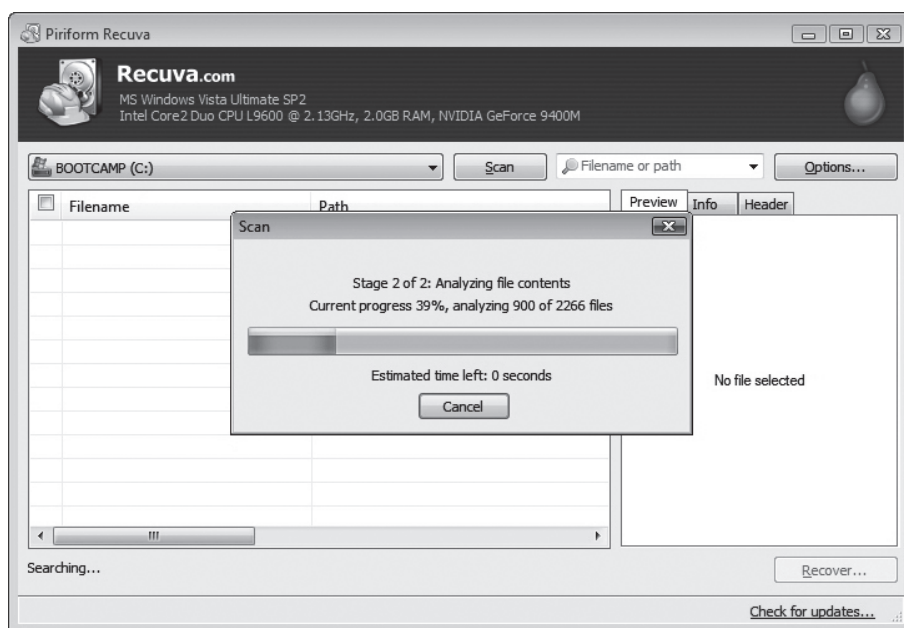 Piriform Recuva
Recuva.com
MS Windows Vista Ultimate SP2
Intel Core2 Duo CPU L9600 @ 2.13GHz, 2.0GB RAM, NVIDIA GeForce 9400M
BOOTCAMP (C:) Scan Filename or path Options...
Filename Path Preview Info Header
Scan
Stage 2 of 2: Analyzing file contents
Current progress 39%, analyzing 900 of 2266 files
Estimated time left: 0 seconds
No file selected
Cancel
Searching...
Recover...
Check for updates...